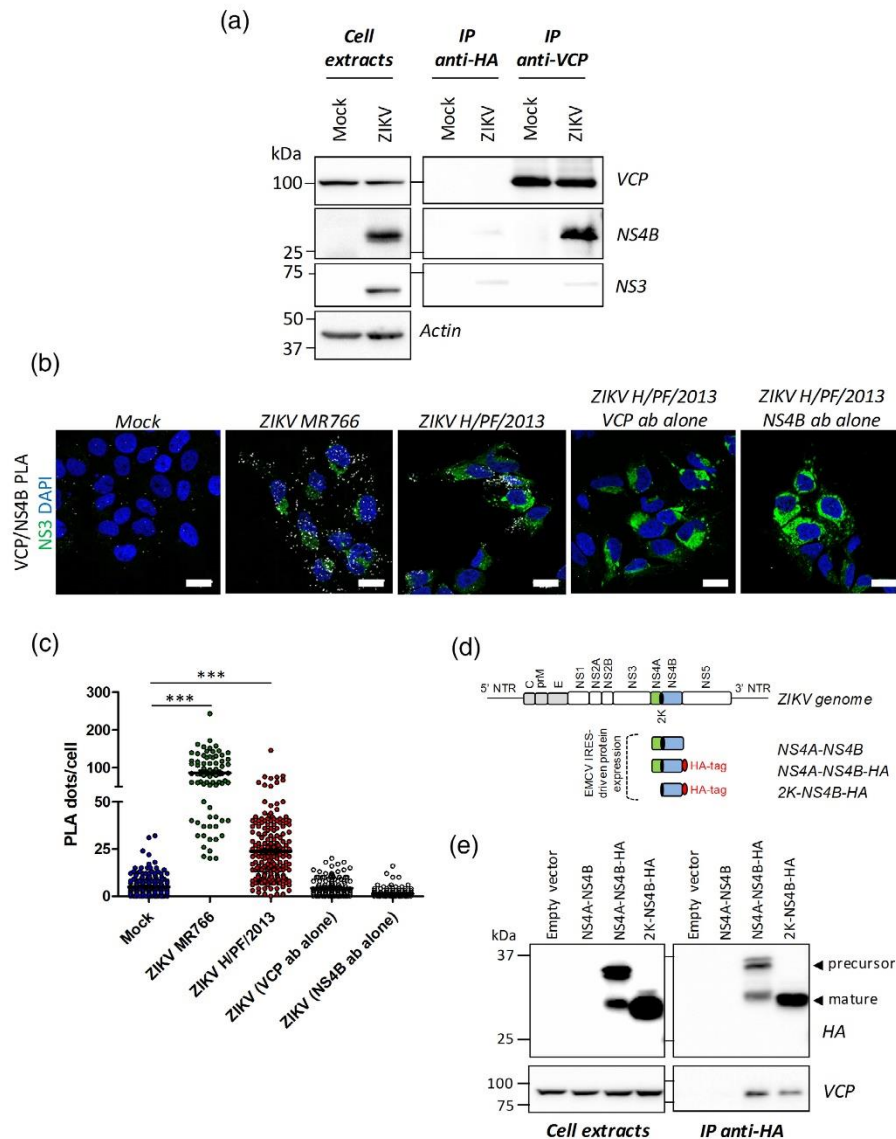 (a)
Cell extracts
IP anti-HA
IP anti-VCP
Mock
ZIKV
Mock
ZIKV
Mock
ZIKV
kDa
100
VCP
25
NS4B
75
NS3
50
37
Actin
(b)
Mock
ZIKV MR766
ZIKV H/PF/2013
ZIKV H/PF/2013
VCP ab alone
ZIKV H/PF/2013
NS4B ab alone
VCP/NS4B PLA
NS3 DAPI
(c)
PLA dots/cell
300
200
100
50
25
0
***
***
Mock
ZIKV MR766
ZIKV H/PF/2013
ZIKV (VCP ab alone)
ZIKV (NS4B ab alone)
(d)
5' NTR
C
prM
E
NS1
NS2A
NS2B
NS3
NS4A
NS4B
NS5
3' NTR
2K
ZIKV genome
EMCV IRES-
driven protein
expression
NS4A-NS4B
HA-tag
NS4A-NS4B-HA
HA-tag
2K-NS4B-HA
(e)
Empty vector
NS4A-NS4B
NS4A-NS4B-HA
2K-NS4B-HA
Empty vector
NS4A-NS4B
NS4A-NS4B-HA
2K-NS4B-HA
kDa
37
precursor
mature
25
HA
100
75
VCP
Cell extracts
IP anti-HA